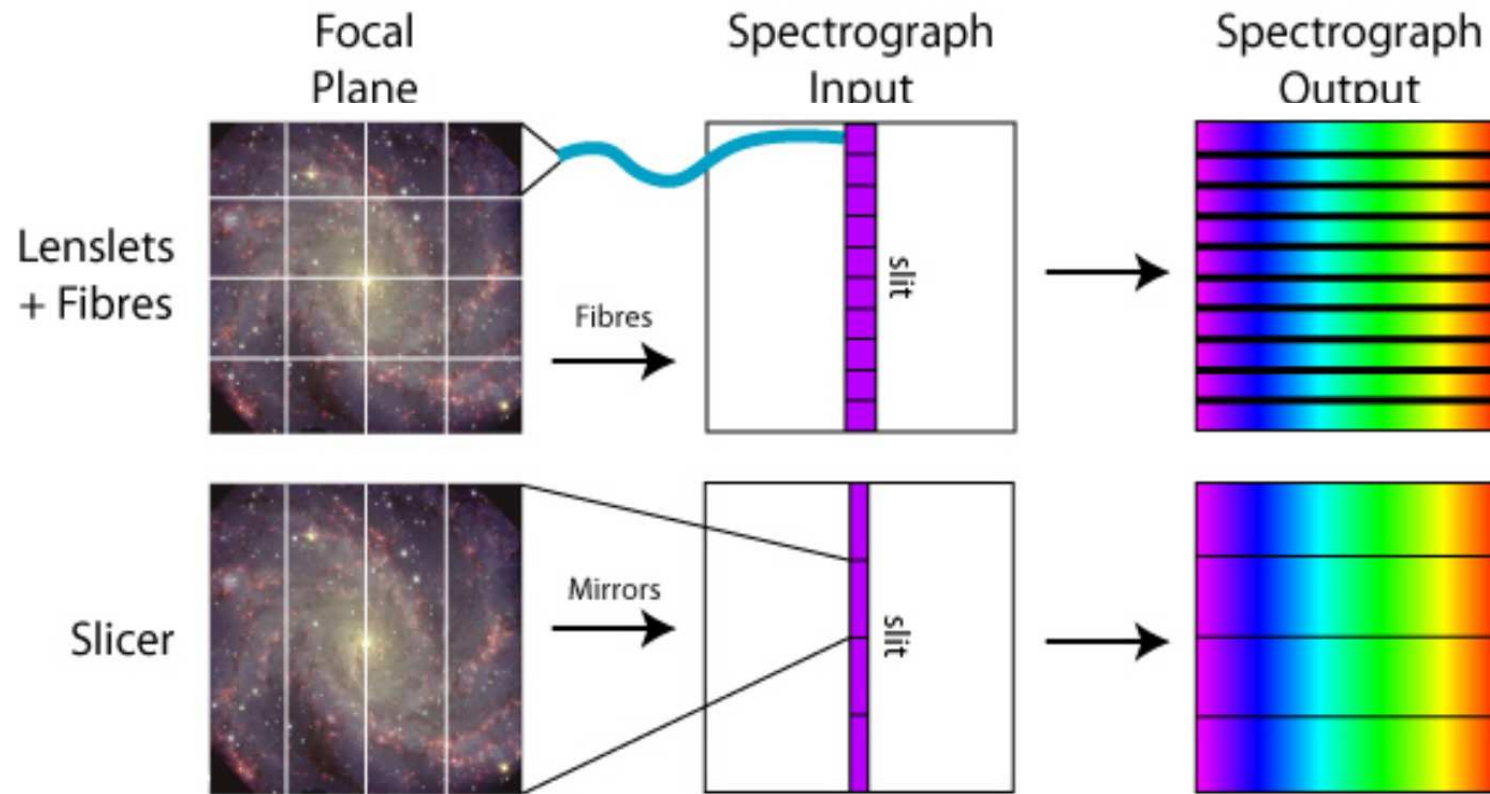 Focal
Plane
Spectrograph
Input
Spectrograph
Output
Lenslets
+ Fibres
Fibres
slit
Slicer
Mirrors
slit